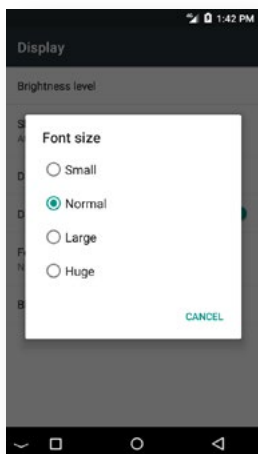 1:42 PM
Display
Brightness level
Font size
Small
Normal
Large
Huge
CANCEL